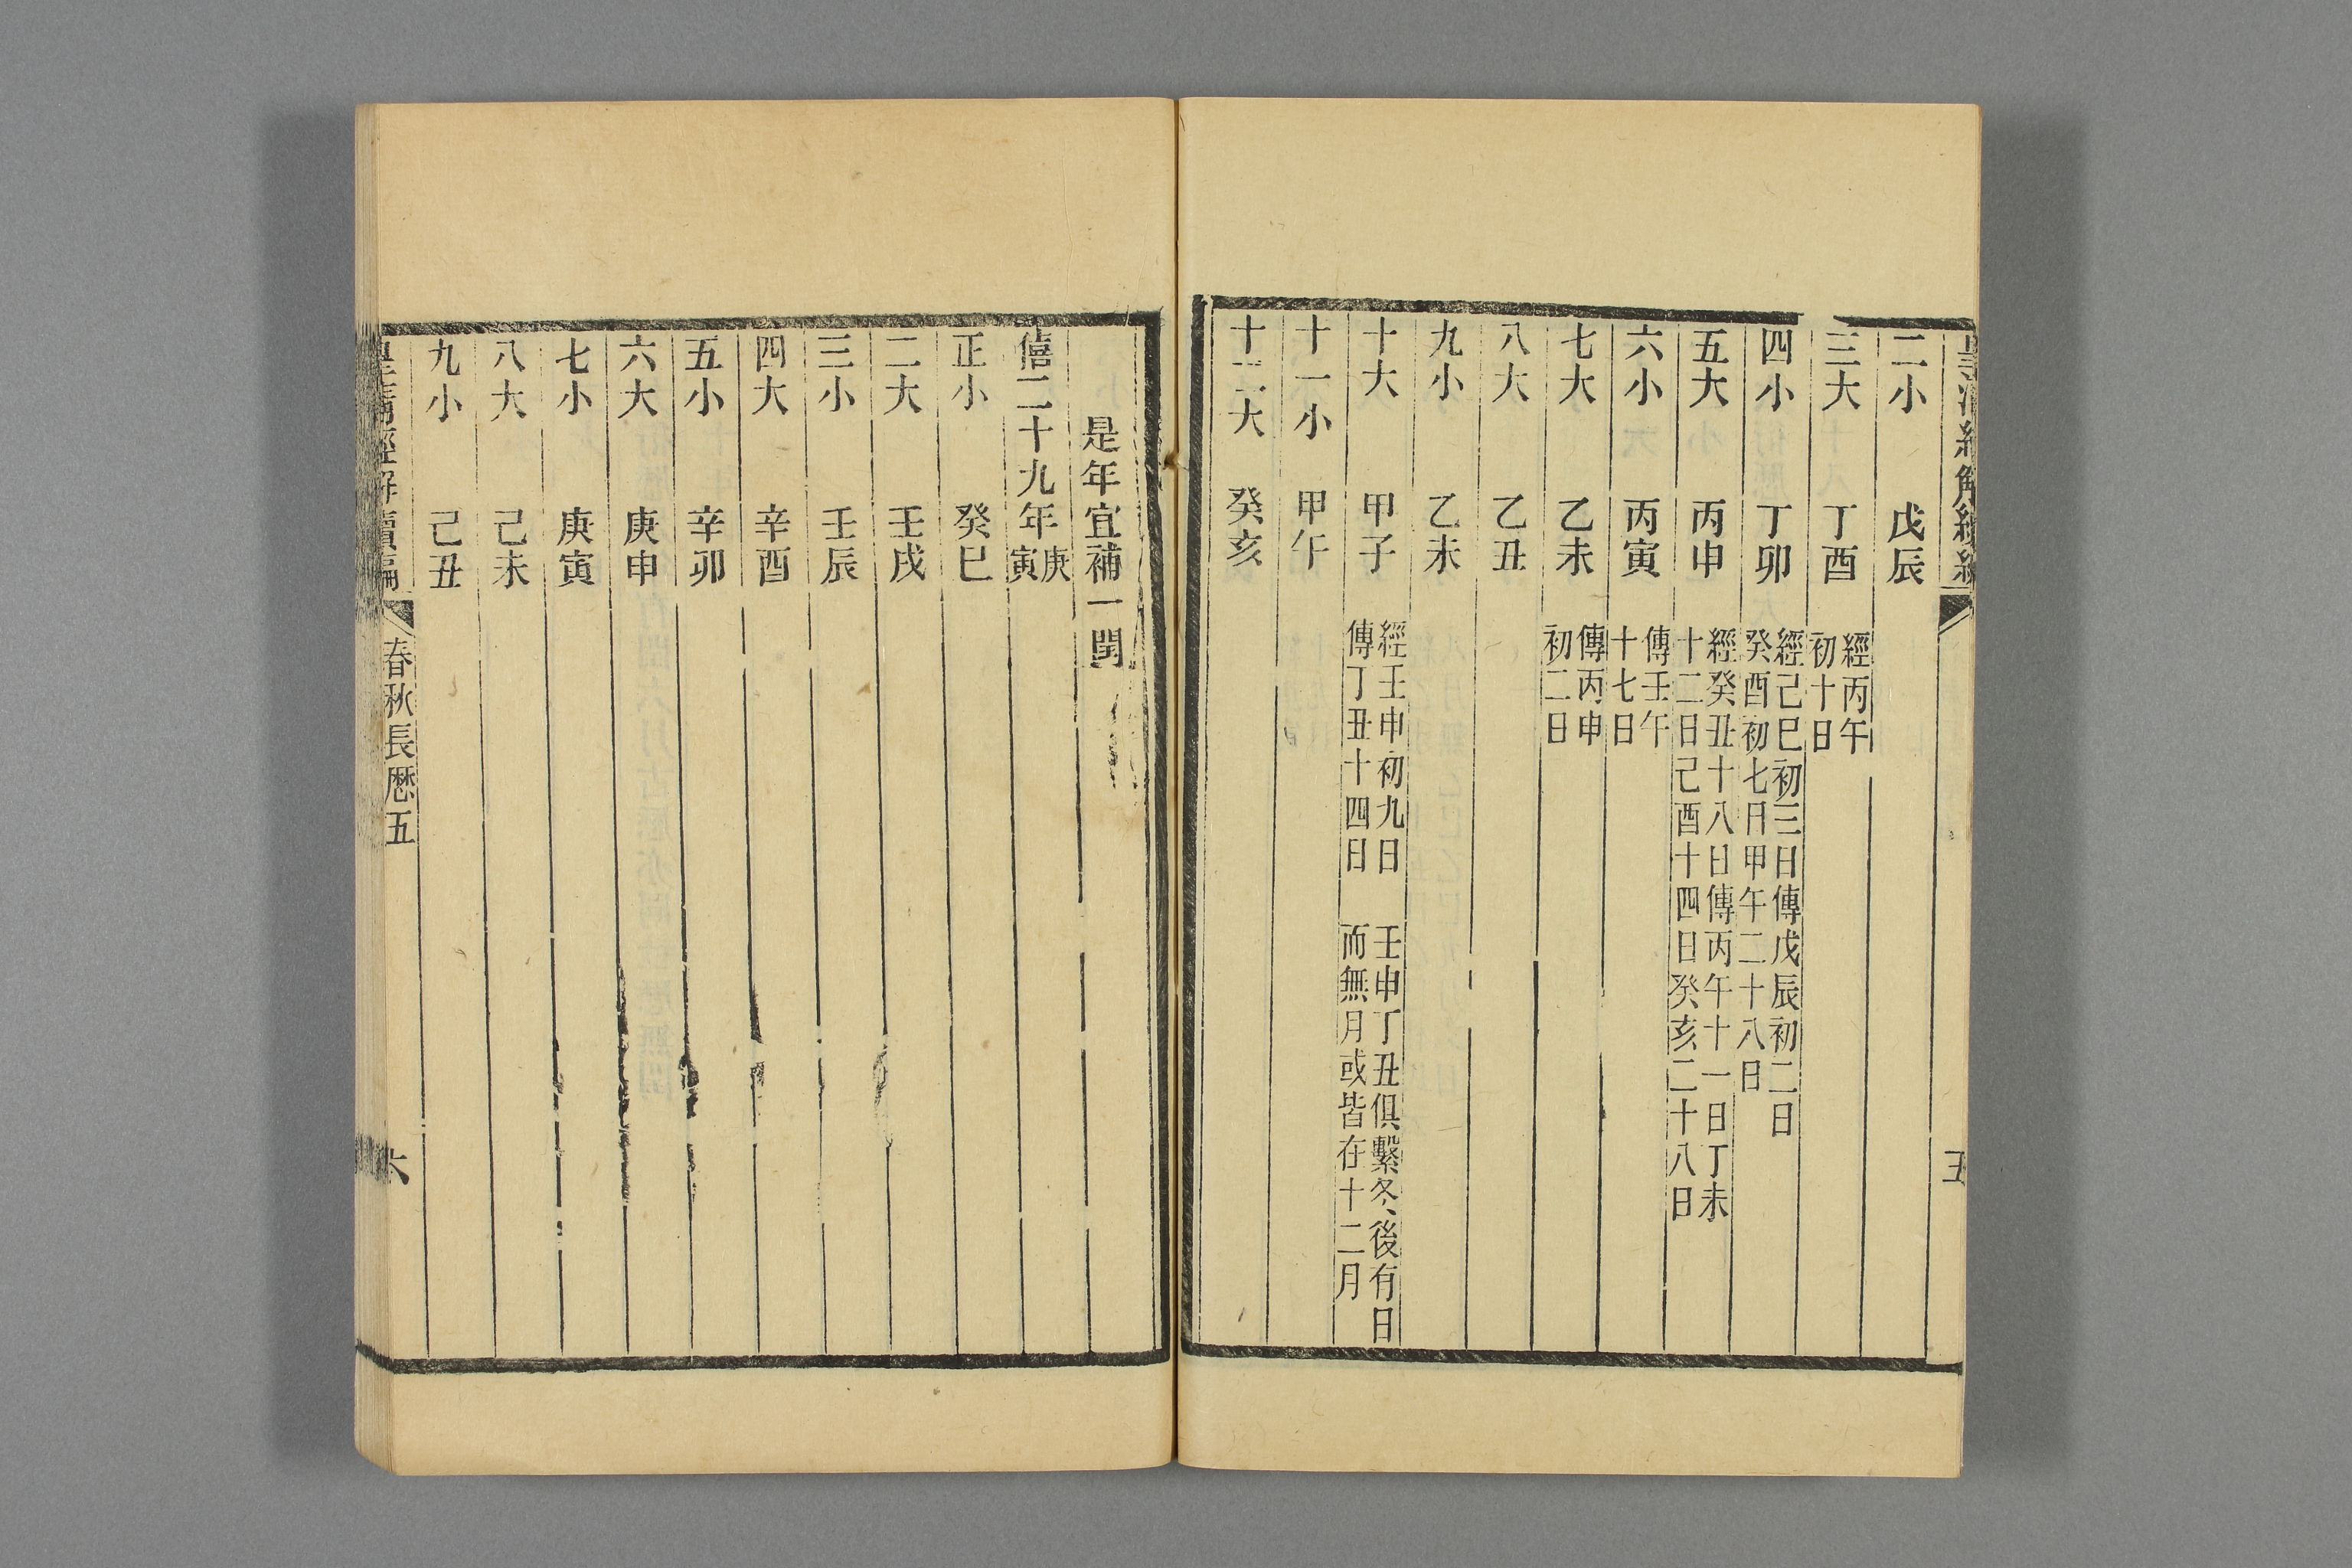 皇清經解續編
五
二小 戊辰
三大 丁酉 經丙午
初十日
四小 丁卯 經己巳初三日傳戊辰初二日
癸酉初七日甲午二十八日
五大 丙申 經癸丑十八日傳丙午十一日丁未
十二日己酉十四日癸亥二十八日
六小 丙寅 傳壬午
十七日
七大 乙未 傳丙申
初二日
八大 乙丑
九小 乙未
十大 甲子 經壬申初九日 壬申丁丑俱繫冬後有日
傳丁丑十四日 而無月或皆在十二月
十一小 甲午
十二大 癸亥
是年宜補一閏
僖二十九年庚
寅
正小 癸巳
二大 壬戌
三小 壬辰
四大 辛酉
五小 辛卯
六大 庚申
七小 庚寅
八大 己未
九小 己丑
皇清經解續編 春秋長厯五 六